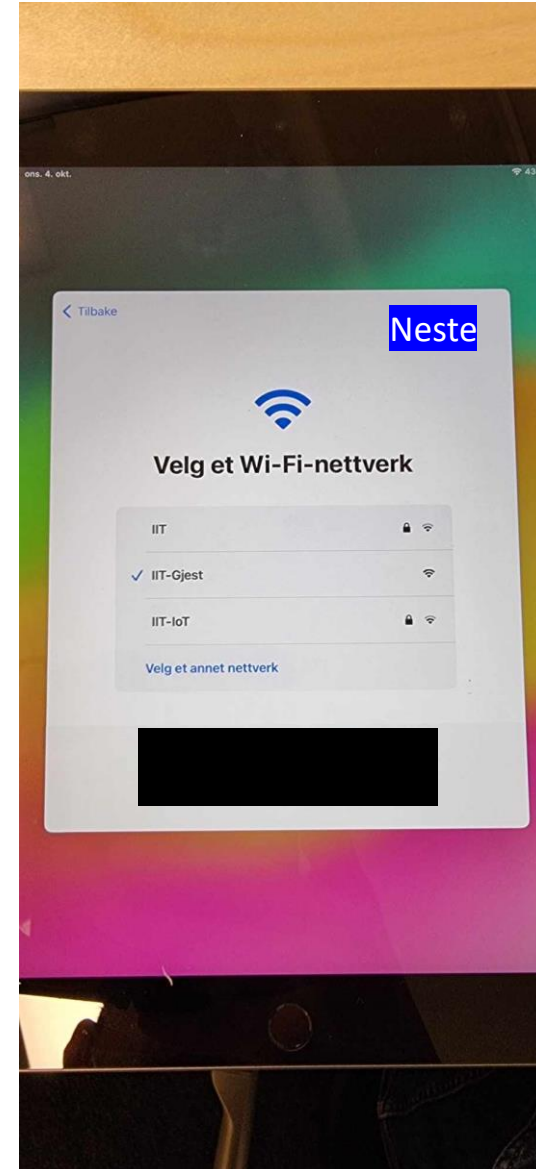 ons. 4. okt.
43
Tilbake
Neste
Velg et Wi-Fi-nettverk
IIT
IIT-Gjest
IIT-IoT
Velg et annet nettverk